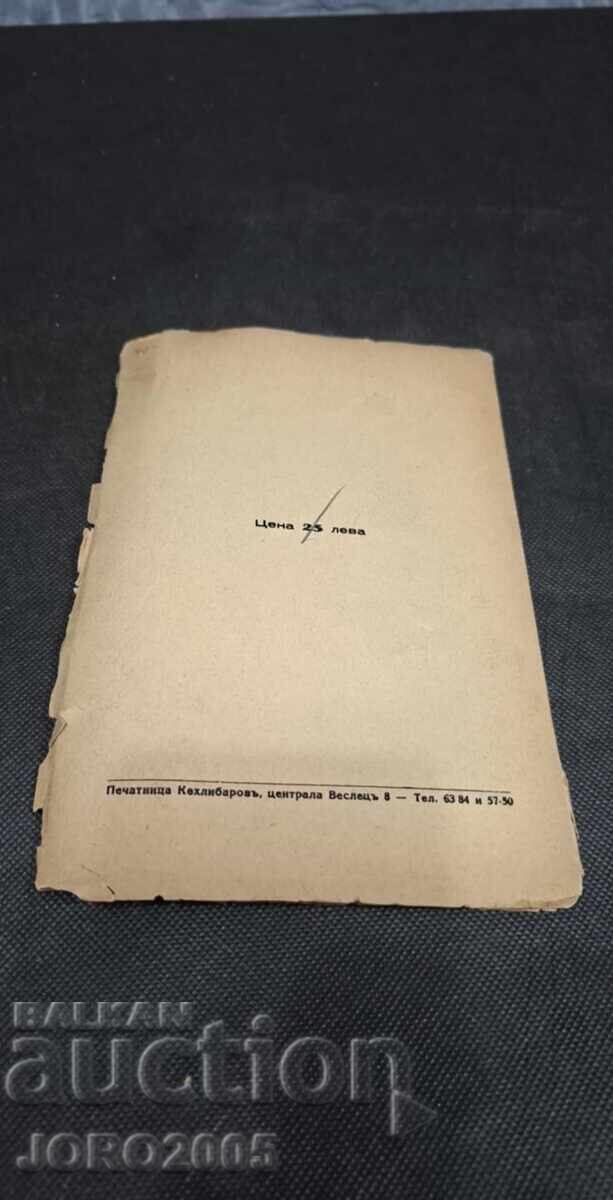 Цена 25 лева
Печатница Кехлибаровъ, централа Веслецъ 8 — Тел. 63 84 и 57-50
BALKAN
auction
JORO2005